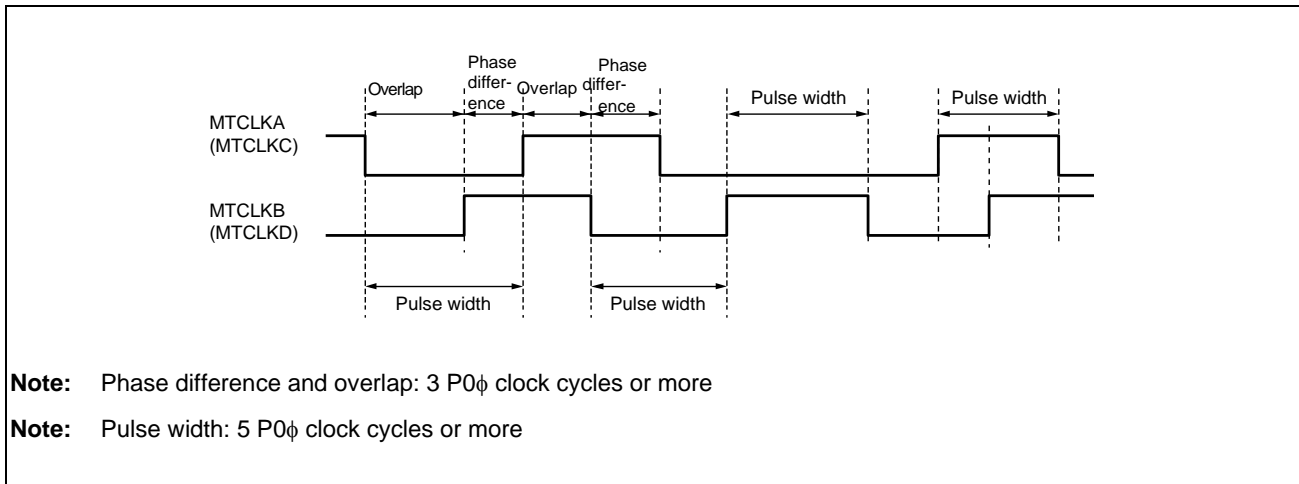 Overlap
Phase
differ-
ence
Overlap
Phase
differ-
ence
Pulse width
Pulse width
MTCLKA
(MTCLKC)
MTCLKB
(MTCLKD)
Pulse width
Pulse width
Note: Phase difference and overlap: 3 P0ϕ clock cycles or more
Note: Pulse width: 5 P0ϕ clock cycles or more